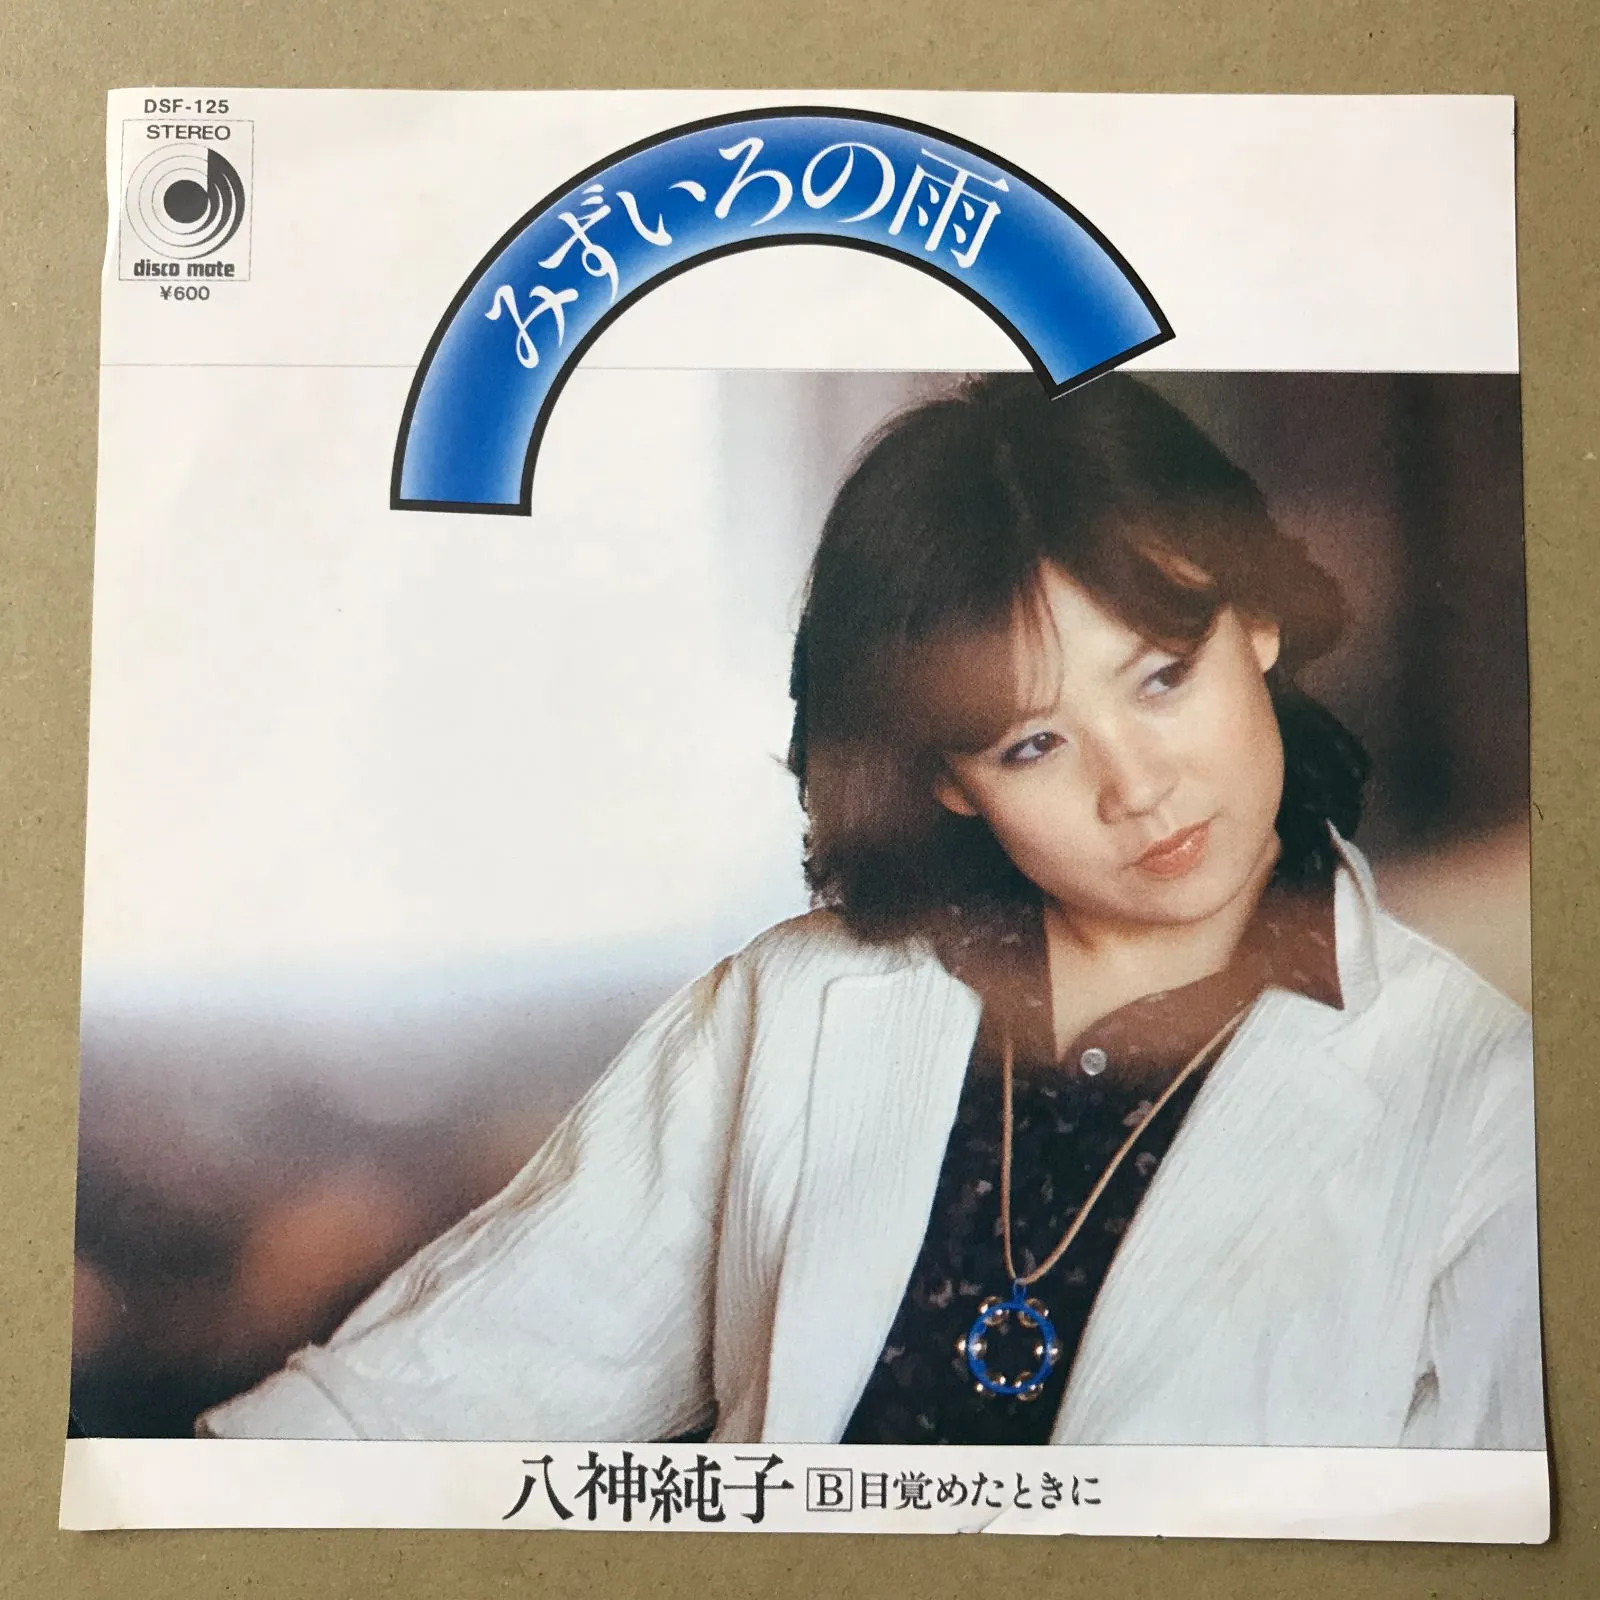 DSF-125
STEREO
disco mate
¥600
みずいろの雨
八神純子 B 目覚めたときに